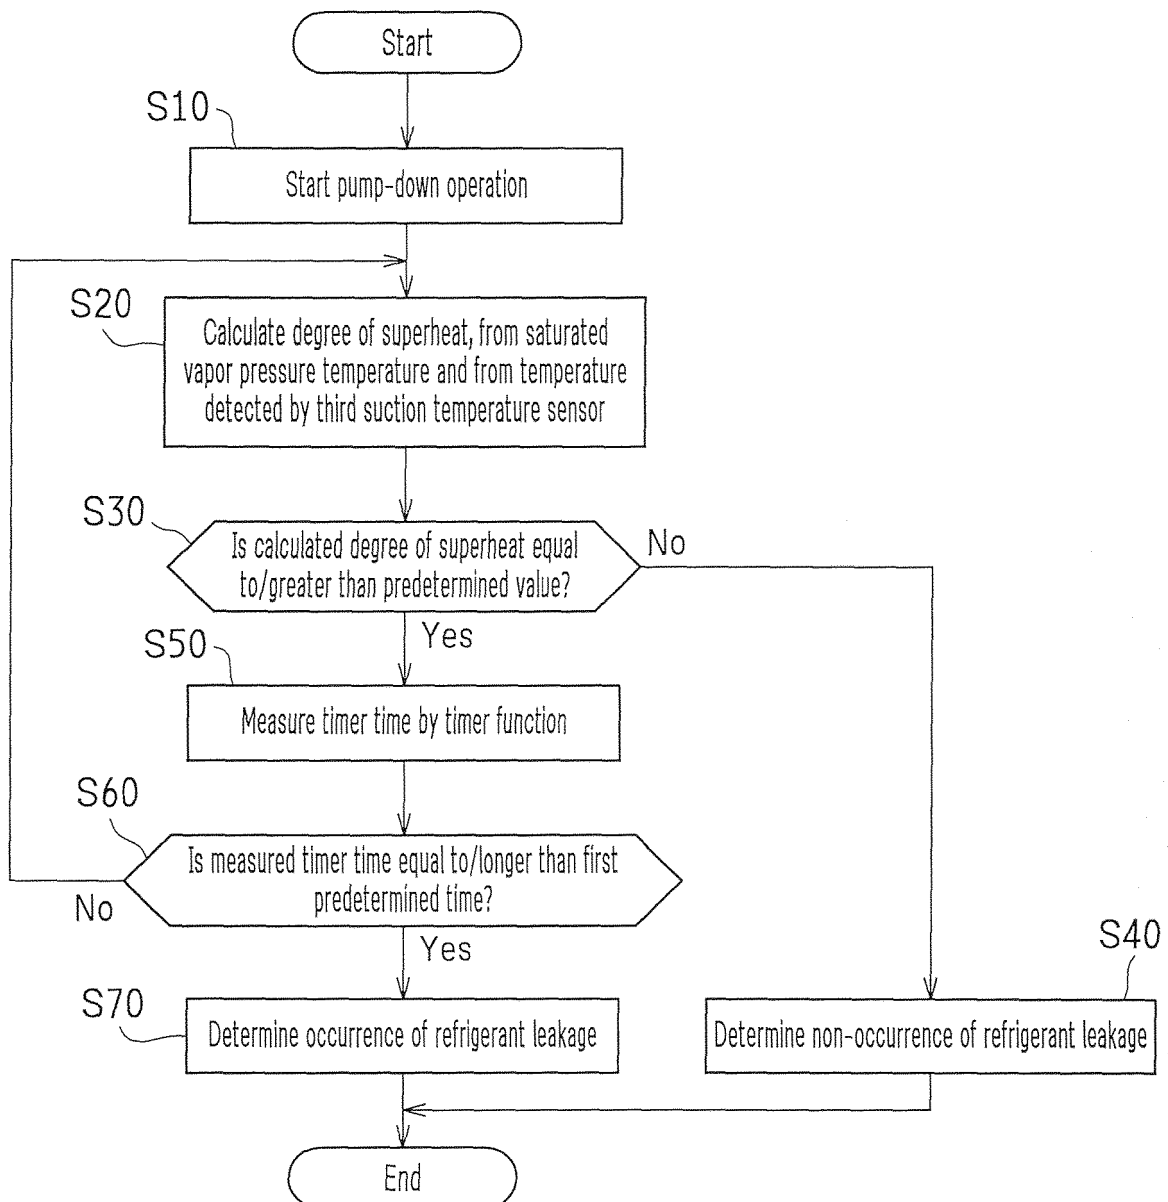 Start
S10
Start pump-down operation
S20
Calculate degree of superheat, from saturated
vapor pressure temperature and from temperature
detected by third suction temperature sensor
S30
Is calculated degree of superheat equal
to/greater than predetermined value?
No
Yes
S50
Measure timer time by timer function
S60
Is measured timer time equal to/longer than first
predetermined time?
No
Yes
S40
S70
Determine occurrence of refrigerant leakage
Determine non-occurrence of refrigerant leakage
End